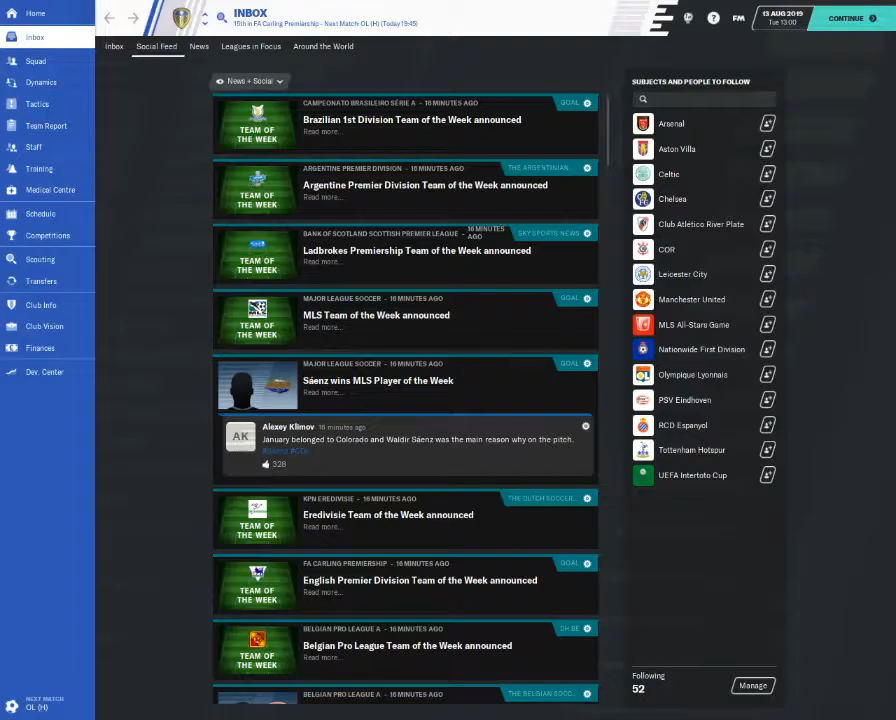 Home
Inbox
Squad
Dynamics
Tactics
Team Report
Staff
Training
Medical Centre
Schedule
Competitions
Scouting
Transfers
Club Info
Club Vision
Finances
Dev. Center
NEXT MATCH
OL (H)
INBOX
15th in FA Carling Premiership - Next Match: OL (H) (Today 19:45)
?
FM
13 AUG 2019
Tue 13:00
CONTINUE
Inbox
Social Feed
News
Leagues in Focus
Around the World
News + Social
CAMPEONATO BRASILEIRO SÉRIE A - 16 MINUTES AGO
GOAL
Brazilian 1st Division Team of the Week announced
Read more...
TEAM OF
THE WEEK
ARGENTINE PREMIER DIVISION - 16 MINUTES AGO
THE ARGENTINIAN...
Argentine Premier Division Team of the Week announced
Read more...
TEAM OF
THE WEEK
BANK OF SCOTLAND SCOTTISH PREMIER LEAGUE - 16 MINUTES AGO
SKY SPORTS NEWS
Ladbrokes Premiership Team of the Week announced
Read more...
TEAM OF
THE WEEK
MAJOR LEAGUE SOCCER - 16 MINUTES AGO
GOAL
MLS Team of the Week announced
Read more...
TEAM OF
THE WEEK
MAJOR LEAGUE SOCCER - 16 MINUTES AGO
GOAL
Sáenz wins MLS Player of the Week
Read more...
AK
Alexey Klimov 16 minutes ago
January belonged to Colorado and Waldir Sáenz was the main reason why on the pitch.
328
KPN EREDIVISIE - 16 MINUTES AGO
THE DUTCH SOCCER...
Eredivisie Team of the Week announced
Read more...
TEAM OF
THE WEEK
FA CARLING PREMIERSHIP - 16 MINUTES AGO
GOAL
English Premier Division Team of the Week announced
Read more...
TEAM OF
THE WEEK
BELGIAN PRO LEAGUE A - 16 MINUTES AGO
DH BE
Belgian Pro League Team of the Week announced
Read more...
TEAM OF
THE WEEK
BELGIAN PRO LEAGUE A - 16 MINUTES AGO
THE BELGIAN SOCC...
SUBJECTS AND PEOPLE TO FOLLOW
Arsenal
Aston Villa
Celtic
Chelsea
Club Atlético River Plate
COR
Leicester City
Manchester United
MLS All-Stars Game
Nationwide First Division
Olympique Lyonnais
PSV Eindhoven
RCD Espanyol
Tottenham Hotspur
UEFA Intertoto Cup
Following
52
Manage